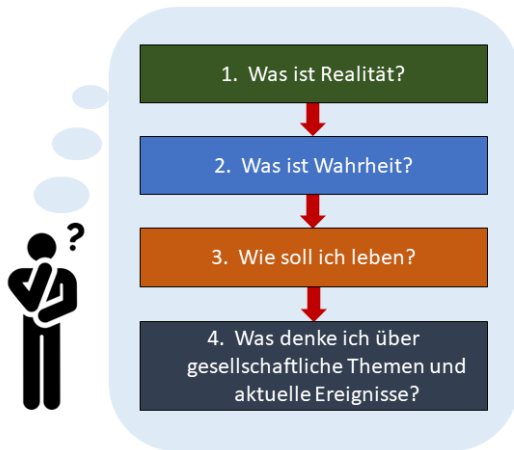 1. Was ist Realität?
2. Was ist Wahrheit?
?
3. Wie soll ich leben?
4. Was denke ich über
gesellschaftliche Themen und
aktuelle Ereignisse?